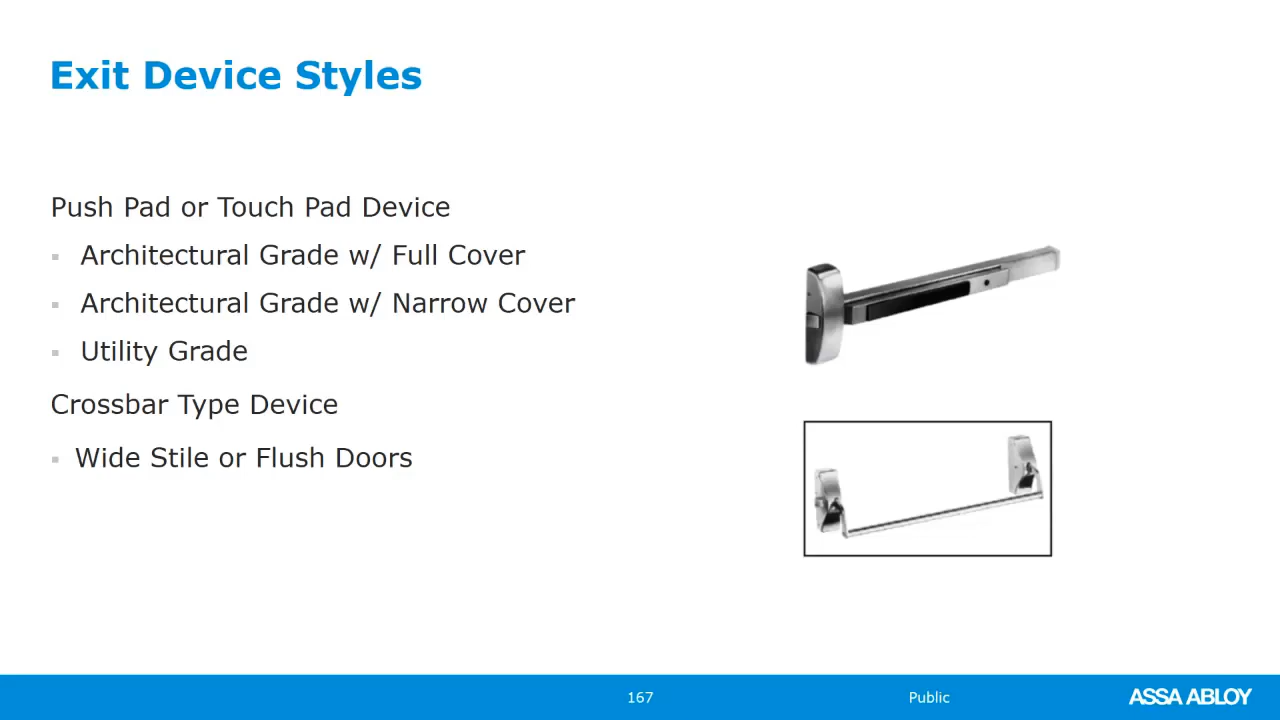 Exit Device Styles
Push Pad or Touch Pad Device
▪ Architectural Grade w/ Full Cover
▪ Architectural Grade w/ Narrow Cover
▪ Utility Grade
Crossbar Type Device
▪ Wide Stile or Flush Doors
167
Public
ASSA ABLOY